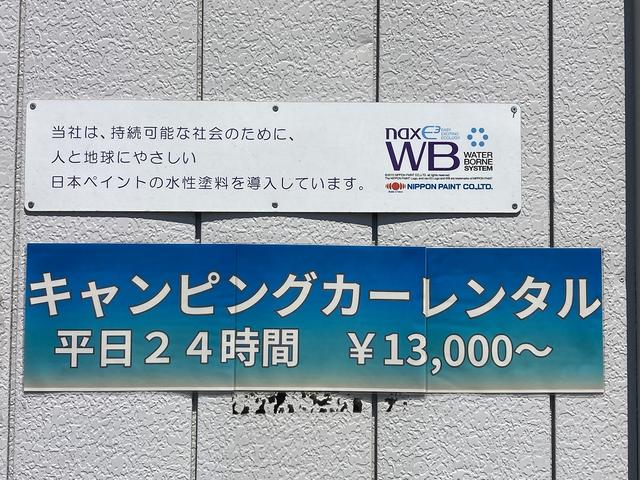 当社は、持続可能な社会のために、
人と地球にやさしい
日本ペイントの水性塗料を導入しています。
nax E3 EASY EXCITING ECOLOGY
WB WATER BORNE SYSTEM
NIPPON PAINT CO.,LTD.
キャンピングカーレンタル
平日２４時間　￥13,000～